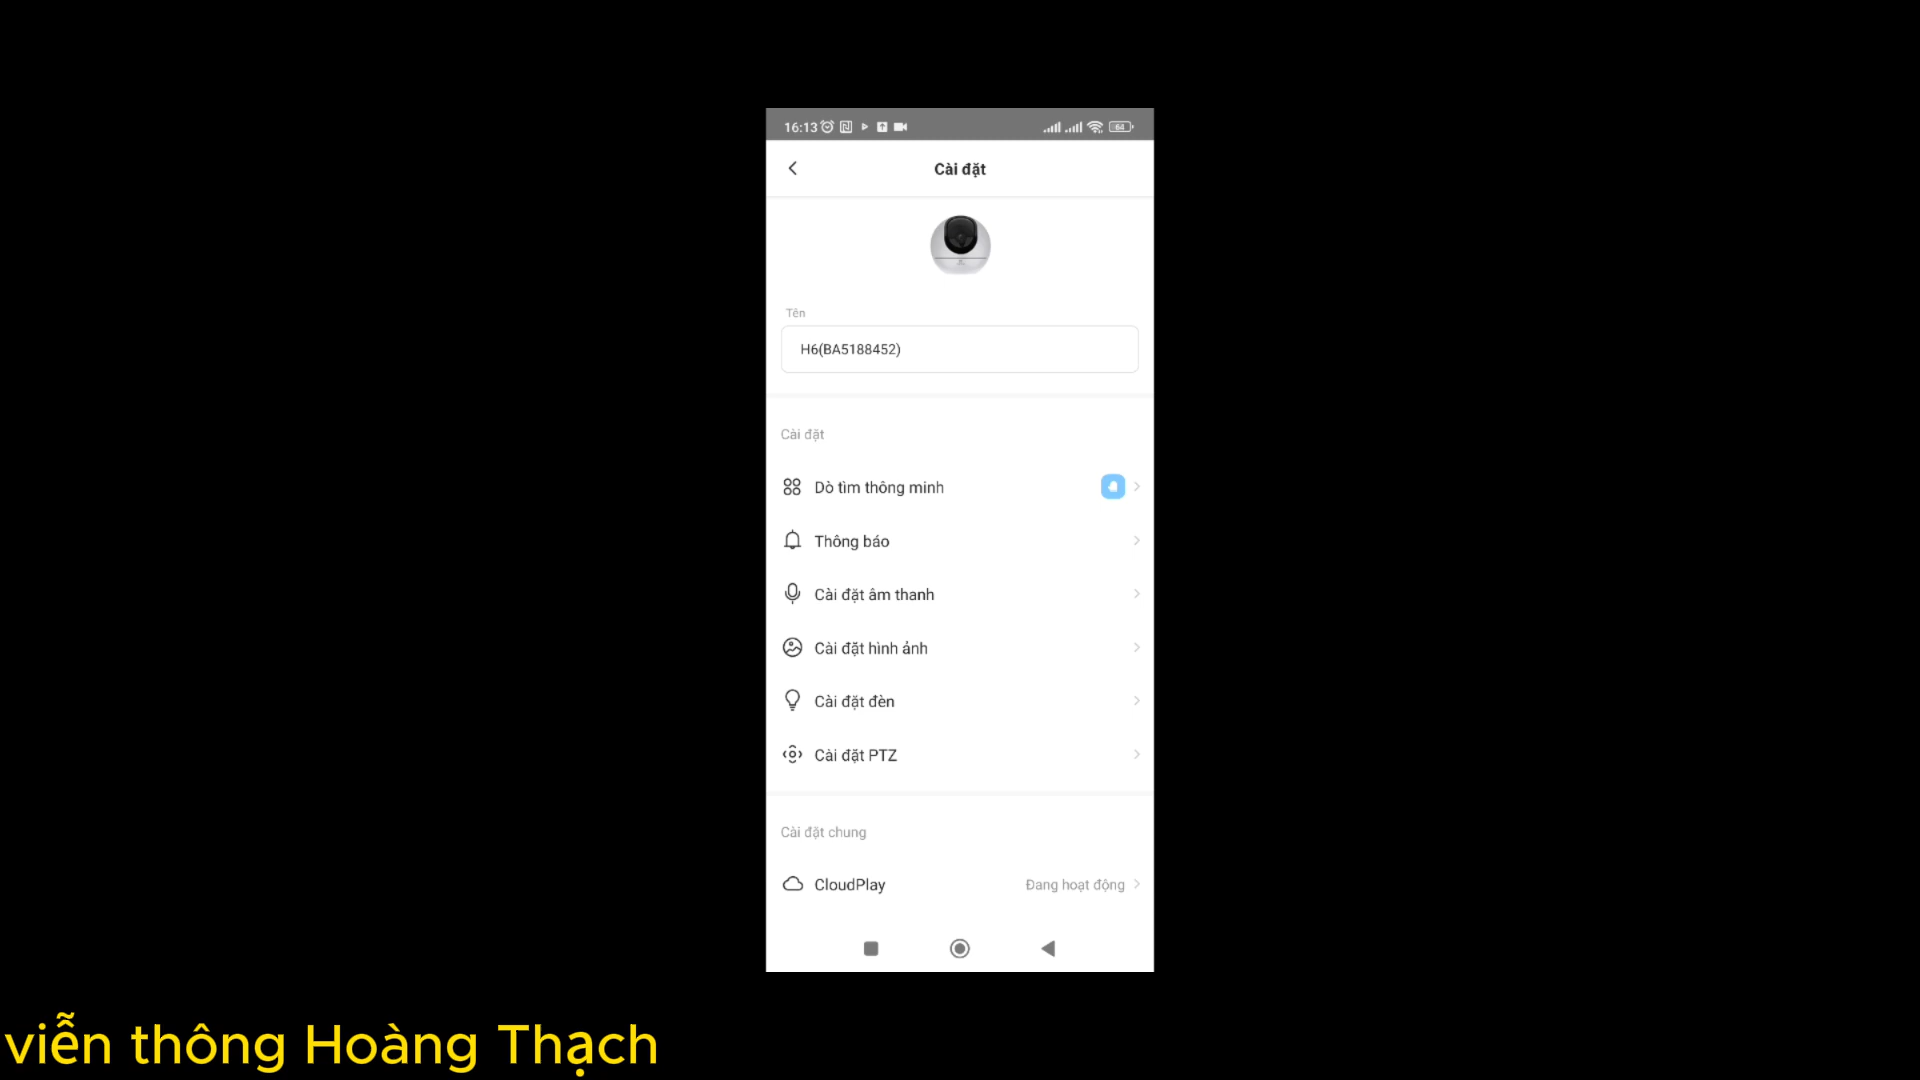 16:13
64
Cài đặt
Tên
H6(BA5188452)
Cài đặt
Dò tìm thông minh
Thông báo
Cài đặt âm thanh
Cài đặt hình ảnh
Cài đặt đèn
Cài đặt PTZ
Cài đặt chung
CloudPlay Đang hoạt động
viễn thông Hoàng Thạch